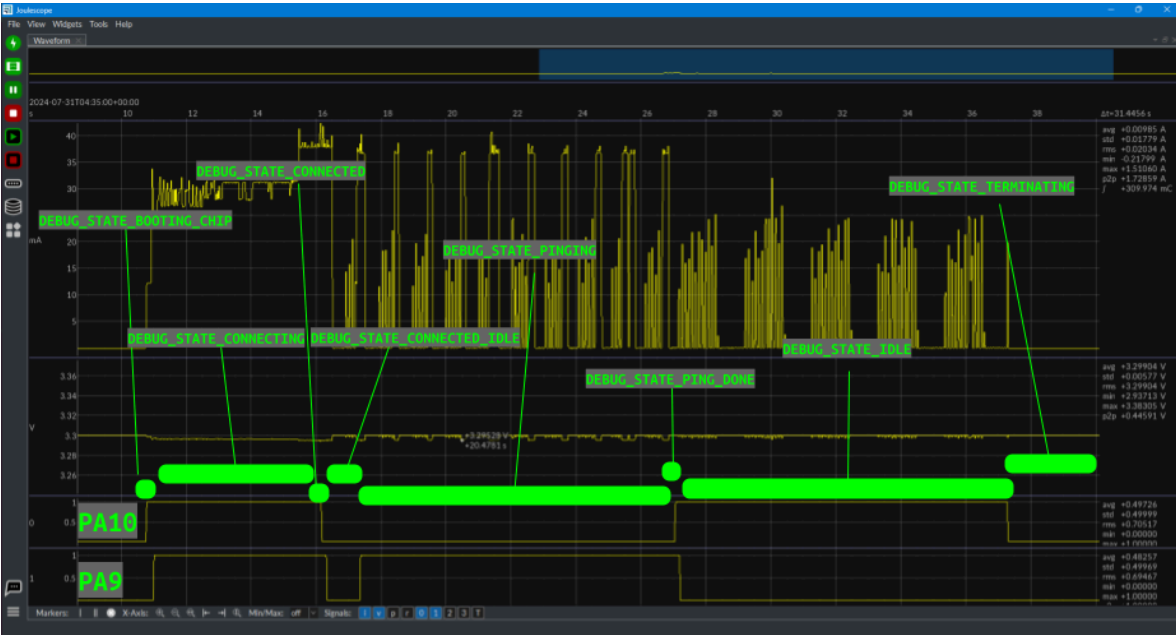 Joulescope
File View Widgets Tools Help
Waveform
2024-07-31T04:35:00+00:00
s 10 12 14 16 18 20 22 24 26 28 30 32 34 36 38 Δt=31.4456 s
40
35
30
mA 20
15
10
5
avg +0.00985 A
std +0.01779 A
rms +0.02034 A
min -0.21799 A
max +1.51060 A
p2p +1.72859 A
∫ +309.974 mC
DEBUG_STATE_CONNECTED
DEBUG_STATE_TERMINATING
DEBUG_STATE_BOOTING_CHIP
DEBUG_STATE_PINGING
DEBUG_STATE_CONNECTING
DEBUG_STATE_CONNECTED_IDLE
DEBUG_STATE_IDLE
DEBUG_STATE_PING_DONE
3.36
3.34
3.32
V 3.3
3.28
3.26
+3.29529 V
+20.4781 s
avg +3.29904 V
std +0.00577 V
rms +3.29904 V
min +2.93713 V
max +3.38305 V
p2p +0.44591 V
1
0 0.5 PA10
avg +0.49726
std +0.49999
rms +0.70517
min +0.00000
max +1.00000
1
1 0.5 PA9
avg +0.48257
std +0.49969
rms +0.69467
min +0.00000
max +1.00000
Markers: X-Axis: Min/Max: off Signals: i v p r 0 1 2 3 T